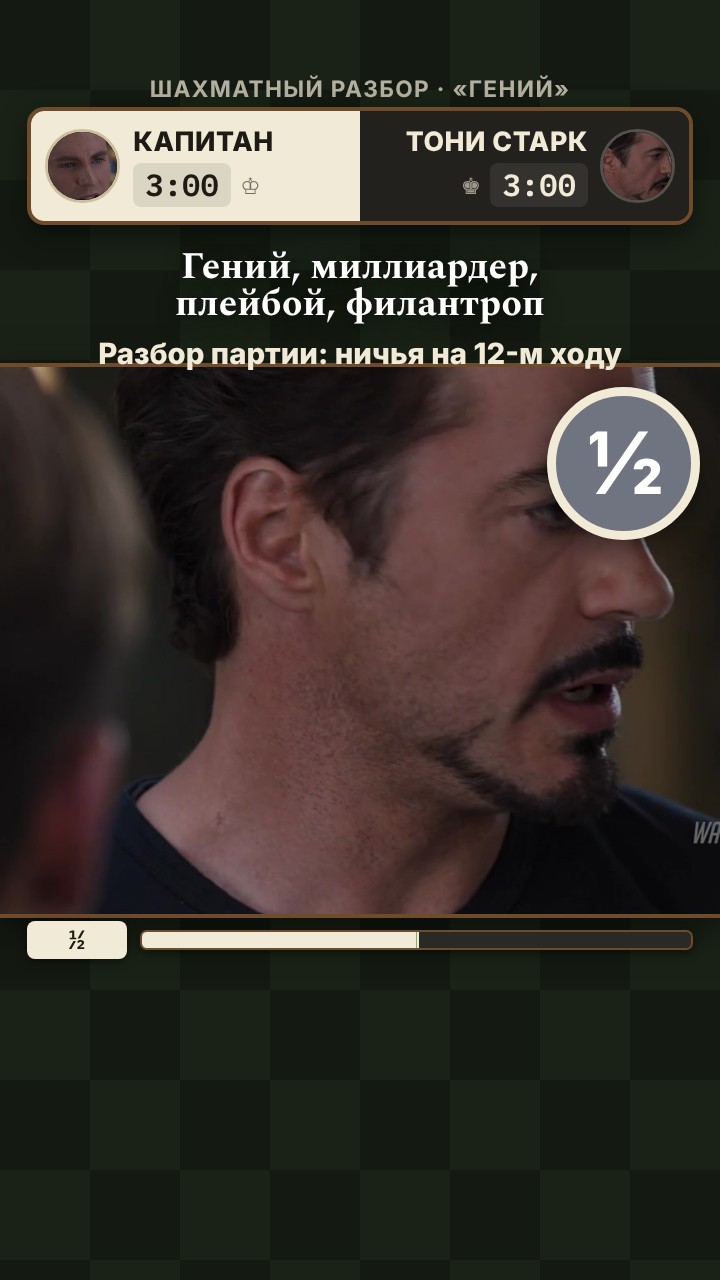 ШАХМАТНЫЙ РАЗБОР · «ГЕНИЙ»
КАПИТАН
3:00 ♔
ТОНИ СТАРК
♚ 3:00
Гений, миллиардер,
плейбой, филантроп
Разбор партии: ничья на 12-м ходу
½
WA
½